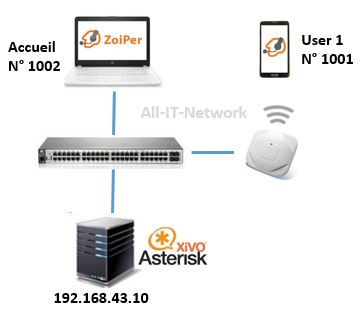 Accueil
N° 1002
ZoiPer
User 1
N° 1001
All-IT-Network
XiVO
Asterisk
192.168.43.10